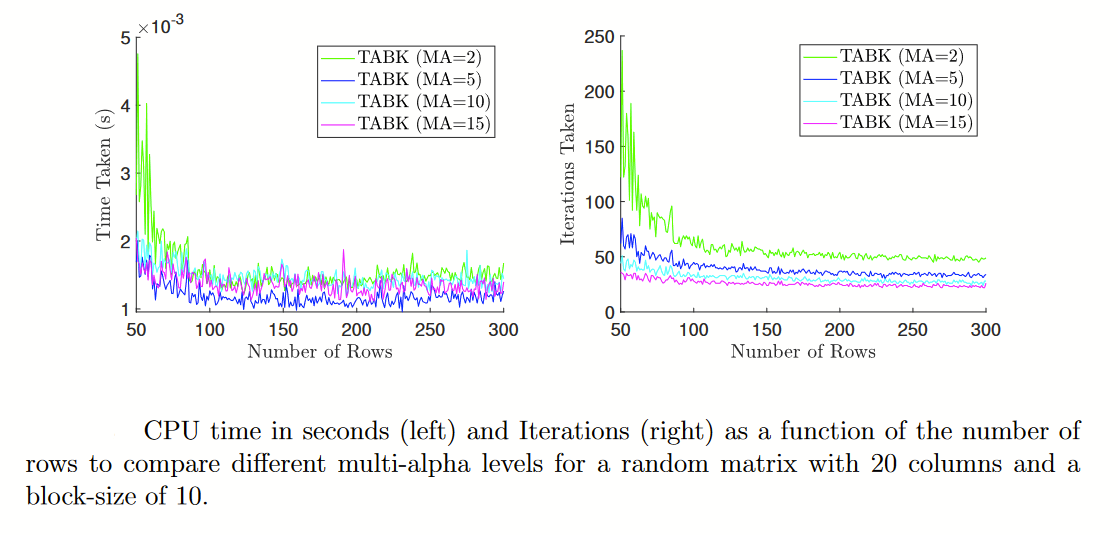 5 ×10-3
4
3
2
1
Time Taken (s)
50 100 150 200 250 300
Number of Rows
TABK (MA=2)
TABK (MA=5)
TABK (MA=10)
TABK (MA=15)
250
200
150
100
50
0
Iterations Taken
50 100 150 200 250 300
Number of Rows
TABK (MA=2)
TABK (MA=5)
TABK (MA=10)
TABK (MA=15)
CPU time in seconds (left) and Iterations (right) as a function of the number of
rows to compare different multi-alpha levels for a random matrix with 20 columns and a
block-size of 10.